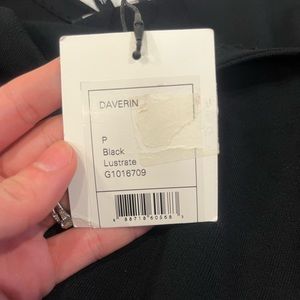 DAVERIN
P
Black
Lustrate
G1016709